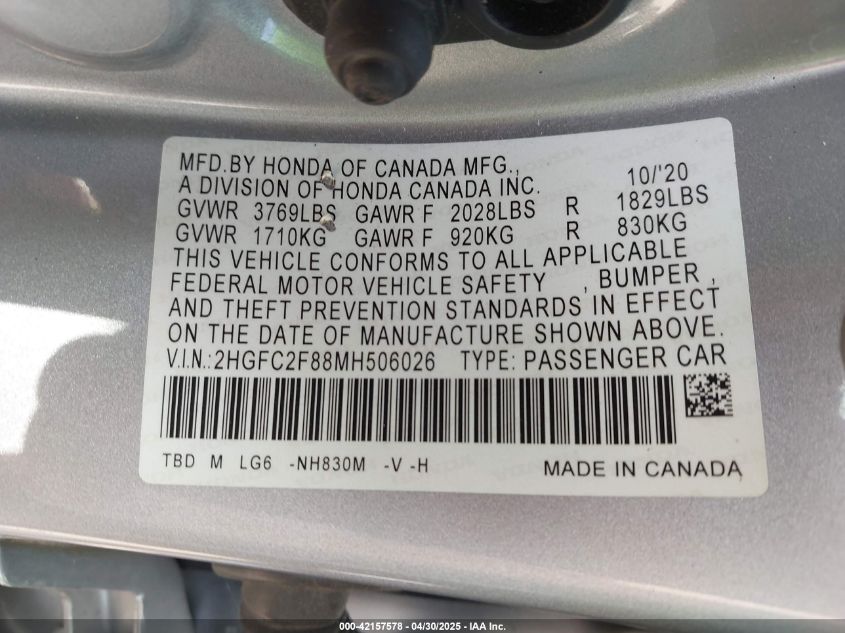 MFD.BY HONDA OF CANADA MFG., 10/'20
A DIVISION OF HONDA CANADA INC.
GVWR 3769LBS GAWR F 2028LBS R 1829LBS
GVWR 1710KG GAWR F 920KG R 830KG
THIS VEHICLE CONFORMS TO ALL APPLICABLE
FEDERAL MOTOR VEHICLE SAFETY , BUMPER ,
AND THEFT PREVENTION STANDARDS IN EFFECT
ON THE DATE OF MANUFACTURE SHOWN ABOVE.
V.I.N.: 2HGFC2F88MH506026 TYPE: PASSENGER CAR
TBD M LG6 -NH830M -V -H MADE IN CANADA
000-42157578 - 04/30/2025 - IAA Inc.